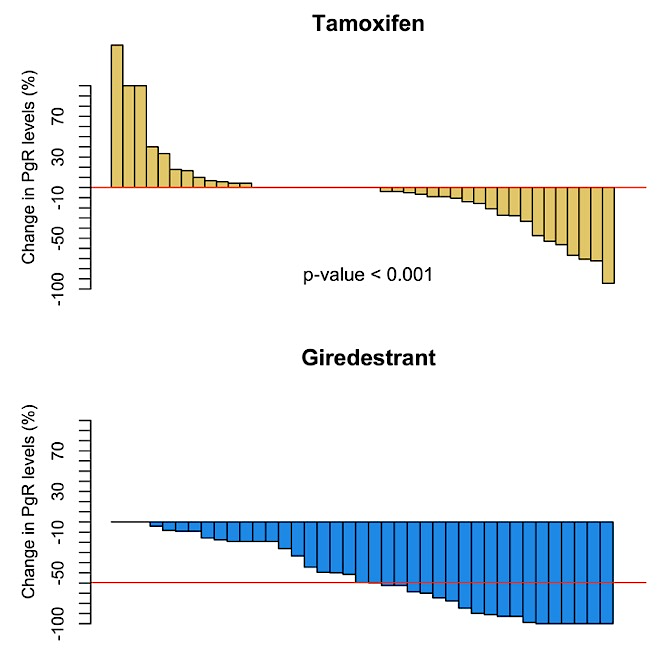 Tamoxifen
Change in PgR levels (%)
70
30
-10
-50
-100
p-value < 0.001
Giredestrant
Change in PgR levels (%)
70
30
-10
-50
-100